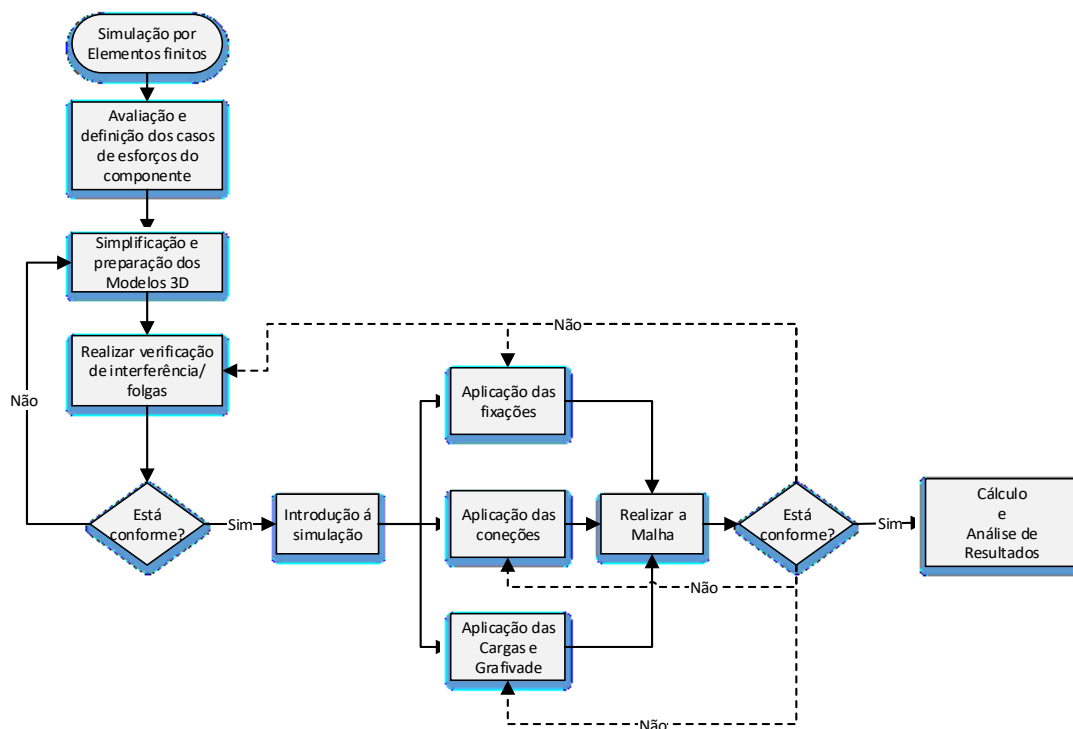 Simulação por
Elementos finitos
Avaliação e
definição dos casos
de esforços do
componente
Simplificação e
preparação dos
Modelos 3D
Realizar verificação
de interferência/
folgas
Não
Está
conforme?
Sim
Introdução á
simulação
Não
Aplicação das
fixações
Aplicação das
coneções
Aplicação das
Cargas e
Grafivade
Realizar a
Malha
Está
conforme?
Não
Não
Sim
Cálculo
e
Análise de
Resultados